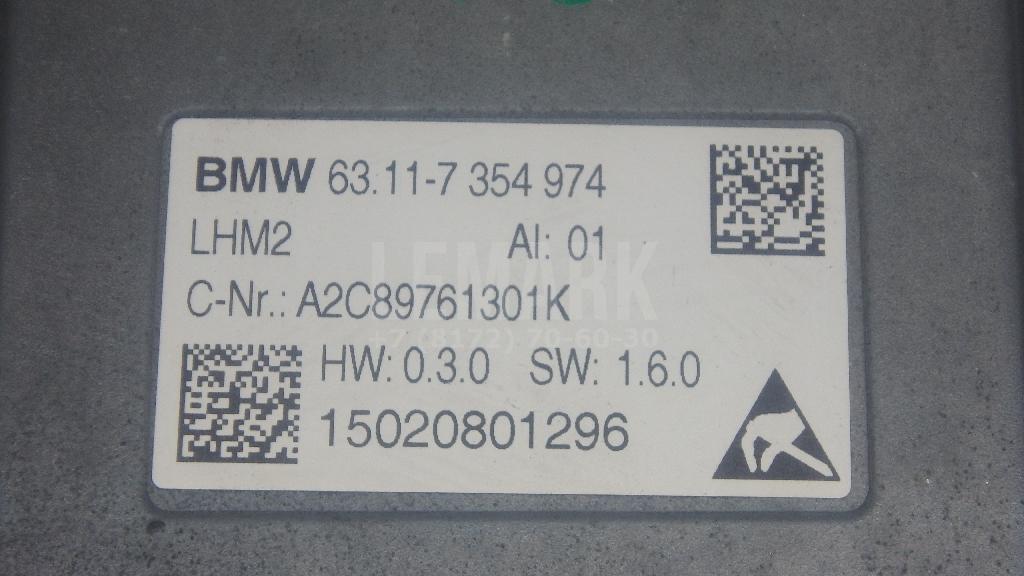 BMW 63.11-7 354 974
LHM2 AI: 01
LEMARK
C-Nr.: A2C89761301K
+7 (8172) 70-60-30
HW: 0.3.0 SW: 1.6.0
15020801296